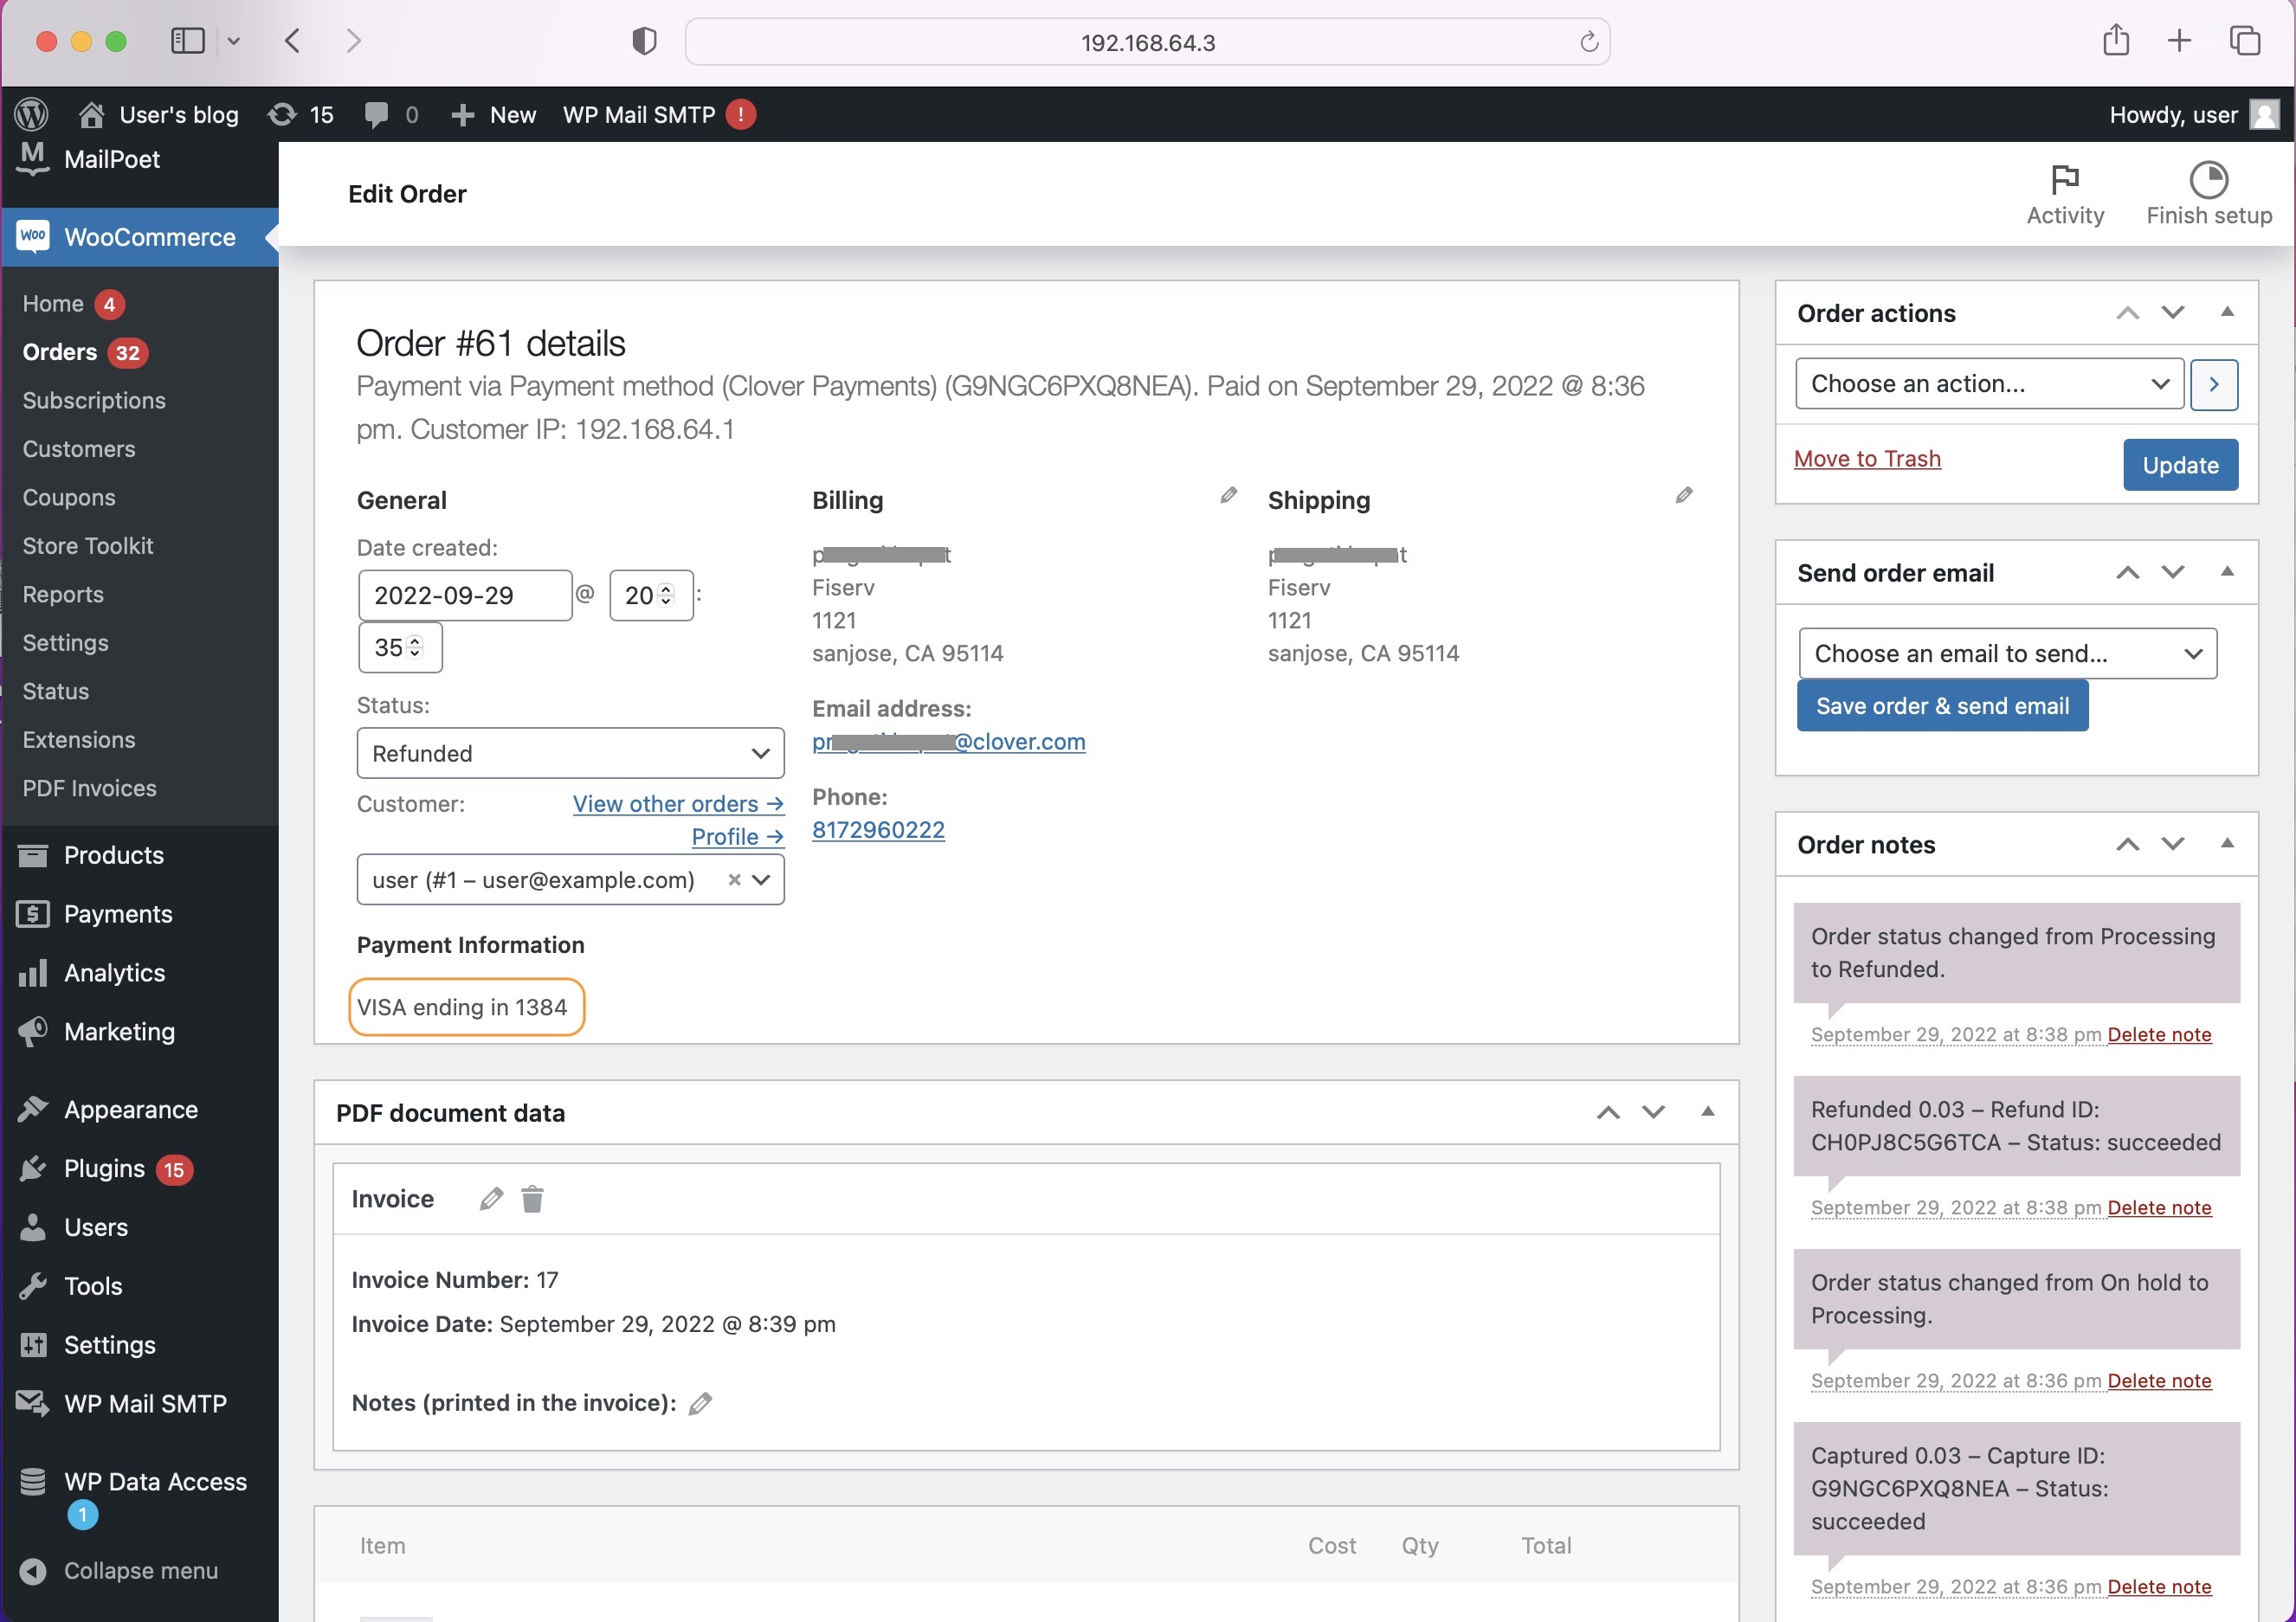 192.168.64.3
User's blog
15
0
New
WP Mail SMTP
!
Howdy, user
MailPoet
WooCommerce
Home 4
Orders 32
Subscriptions
Customers
Coupons
Store Toolkit
Reports
Settings
Status
Extensions
PDF Invoices
Products
Payments
Analytics
Marketing
Appearance
Plugins 15
Users
Tools
Settings
WP Mail SMTP
WP Data Access
1
Collapse menu
Edit Order
Activity
Finish setup
Order #61 details
Payment via Payment method (Clover Payments) (G9NGC6PXQ8NEA). Paid on September 29, 2022 @ 8:36
pm. Customer IP: 192.168.64.1
General
Date created:
2022-09-29 @ 20 :
35
Status:
Refunded
Customer:
View other orders →
Profile →
user (#1 – user@example.com) ×
Payment Information
VISA ending in 1384
Billing
Fiserv
1121
sanjose, CA 95114
Email address:
@clover.com
Phone:
8172960222
Shipping
Fiserv
1121
sanjose, CA 95114
PDF document data
Invoice
Invoice Number: 17
Invoice Date: September 29, 2022 @ 8:39 pm
Notes (printed in the invoice):
Item Cost Qty Total
Order actions
Choose an action...
Move to Trash
Update
Send order email
Choose an email to send...
Save order & send email
Order notes
Order status changed from Processing
to Refunded.
September 29, 2022 at 8:38 pm Delete note
Refunded 0.03 – Refund ID:
CH0PJ8C5G6TCA – Status: succeeded
September 29, 2022 at 8:38 pm Delete note
Order status changed from On hold to
Processing.
September 29, 2022 at 8:36 pm Delete note
Captured 0.03 – Capture ID:
G9NGC6PXQ8NEA – Status:
succeeded
September 29, 2022 at 8:36 pm Delete note